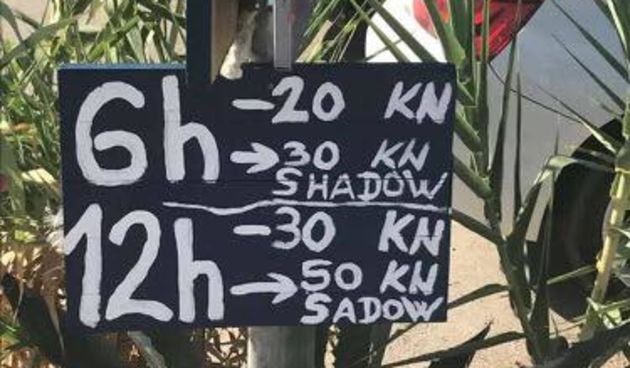 6h -20 KN
→30 KN
SHADOW
12h -30 KN
→50 KN
SADOW